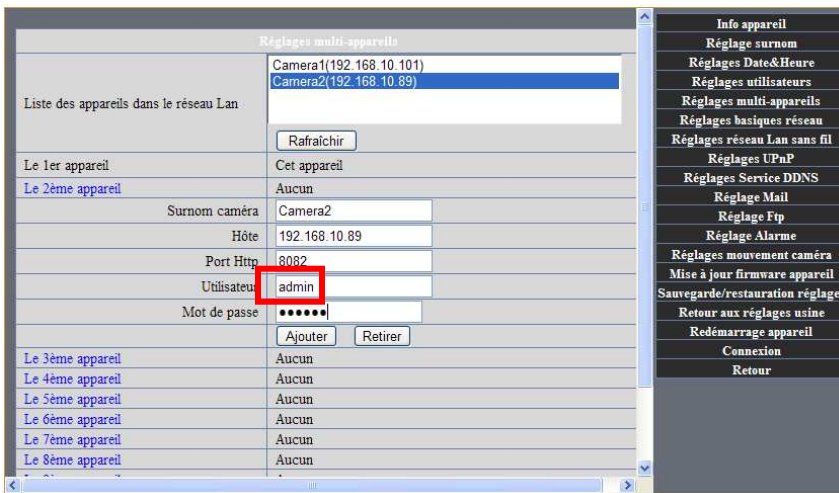 Réglages multi-appareils
Liste des appareils dans le réseau Lan
Camera1(192.168.10.101)
Camera2(192.168.10.89)
Rafraîchir
Le 1er appareil Cet appareil
Le 2ème appareil Aucun
Surnom caméra Camera2
Hôte 192.168.10.89
Port Http 8082
Utilisateur admin
Mot de passe ●●●●●●
Ajouter Retirer
Le 3ème appareil Aucun
Le 4ème appareil Aucun
Le 5ème appareil Aucun
Le 6ème appareil Aucun
Le 7ème appareil Aucun
Le 8ème appareil Aucun
Info appareil
Réglage surnom
Réglages Date&Heure
Réglages utilisateurs
Réglages multi-appareils
Réglages basiques réseau
Réglages réseau Lan sans fil
Réglages UPnP
Réglages Service DDNS
Réglage Mail
Réglage Ftp
Réglage Alarme
Réglages mouvement caméra
Mise à jour firmware appareil
Sauvegarde/restauration réglage
Retour aux réglages usine
Redémarrage appareil
Connexion
Retour